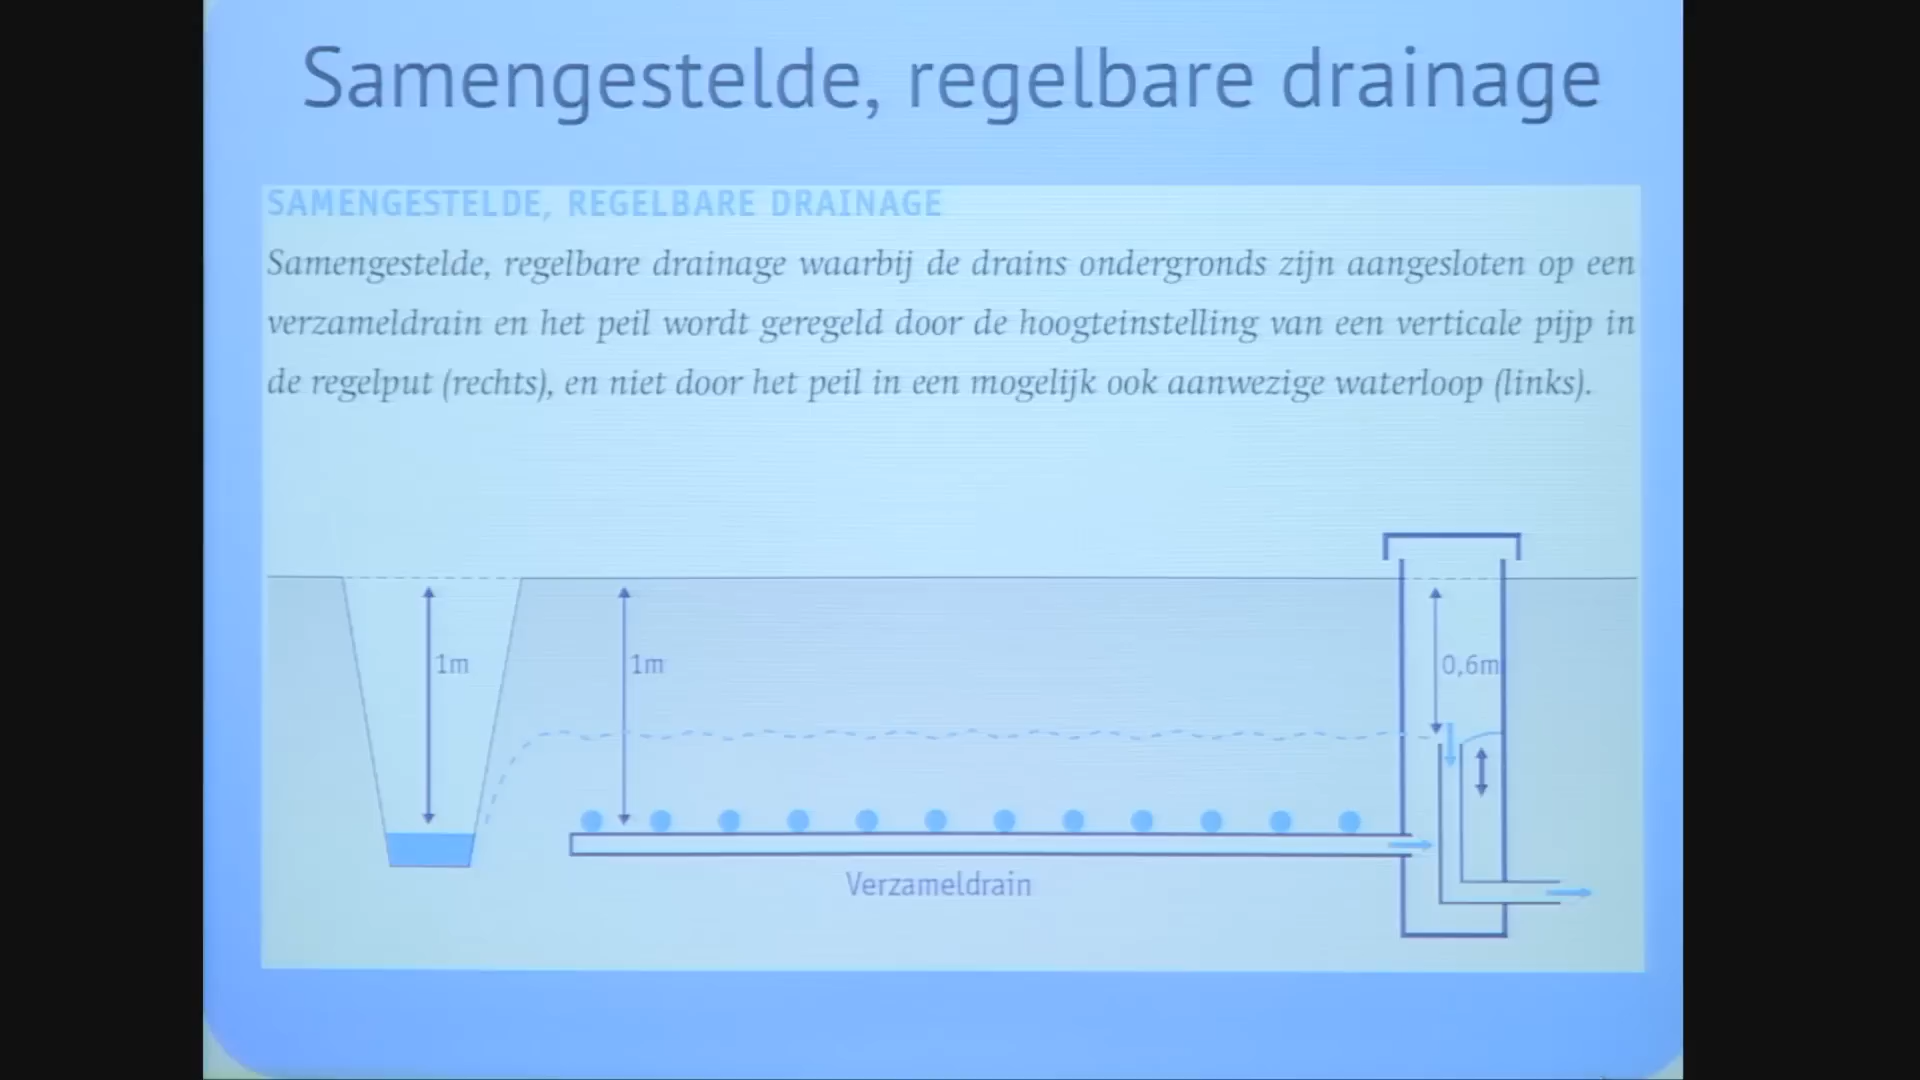 Samengestelde, regelbare drainage
SAMENGESTELDE, REGELBARE DRAINAGE
Samengestelde, regelbare drainage waarbij de drains ondergronds zijn aangesloten op een
verzameldrain en het peil wordt geregeld door de hoogteinstelling van een verticale pijp in
de regelput (rechts), en niet door het peil in een mogelijk ook aanwezige waterloop (links).
1m
1m
0,6m
Verzameldrain